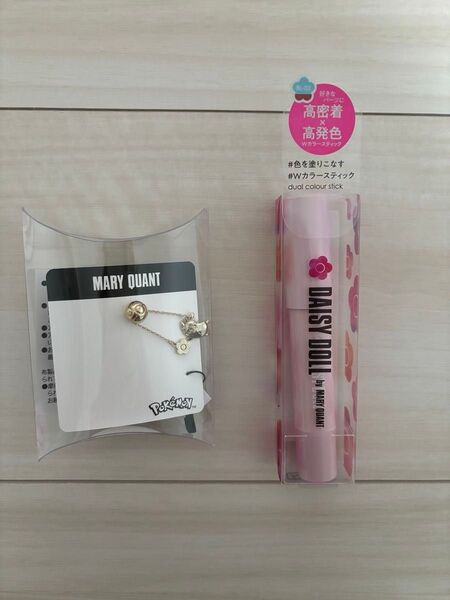 MARY QUANT
POKéMON
好きな
パーツに
高密着
×
高発色
Wカラースティック
#色を塗りこなす
#Wカラースティック
dual colour stick
DAISY DOLL
by MARY QUANT